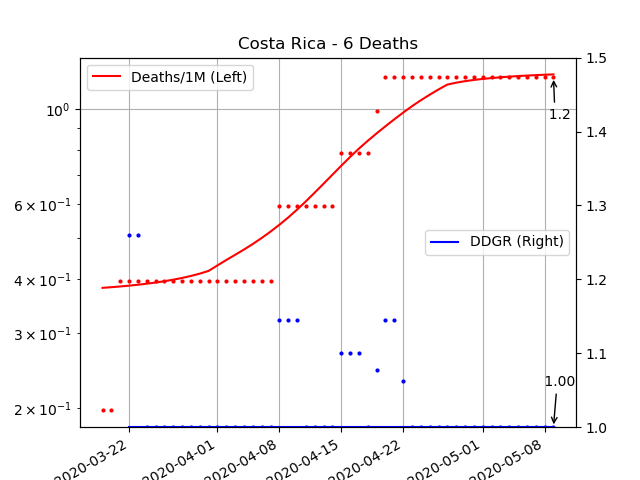 Costa Rica - 6 Deaths
Deaths/1M (Left)
DDGR (Right)
10⁰
6 × 10⁻¹
4 × 10⁻¹
3 × 10⁻¹
2 × 10⁻¹
1.5
1.4
1.3
1.2
1.1
1.0
1.2
1.00
2020-03-22
2020-04-01
2020-04-08
2020-04-15
2020-04-22
2020-05-01
2020-05-08